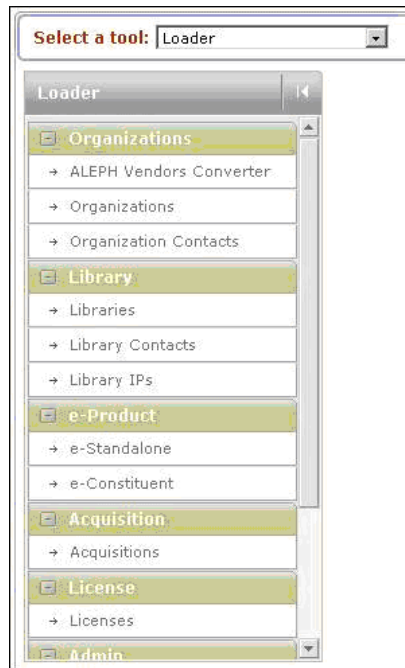 Select a tool: Loader
Loader
Organizations
ALEPH Vendors Converter
Organizations
Organization Contacts
Library
Libraries
Library Contacts
Library IPs
e-Product
e-Standalone
e-Constituent
Acquisition
Acquisitions
License
Licenses
Admin